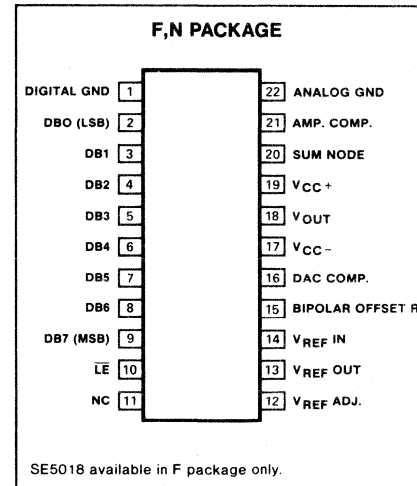 F,N PACKAGE
DIGITAL GND 1 22 ANALOG GND
DBO (LSB) 2 21 AMP. COMP.
DB1 3 20 SUM NODE
DB2 4 19 VCC +
DB3 5 18 VOUT
DB4 6 17 VCC −
DB5 7 16 DAC COMP.
DB6 8 15 BIPOLAR OFFSET R
DB7 (MSB) 9 14 VREF IN
LE 10 13 VREF OUT
NC 11 12 VREF ADJ.
SE5018 available in F package only.